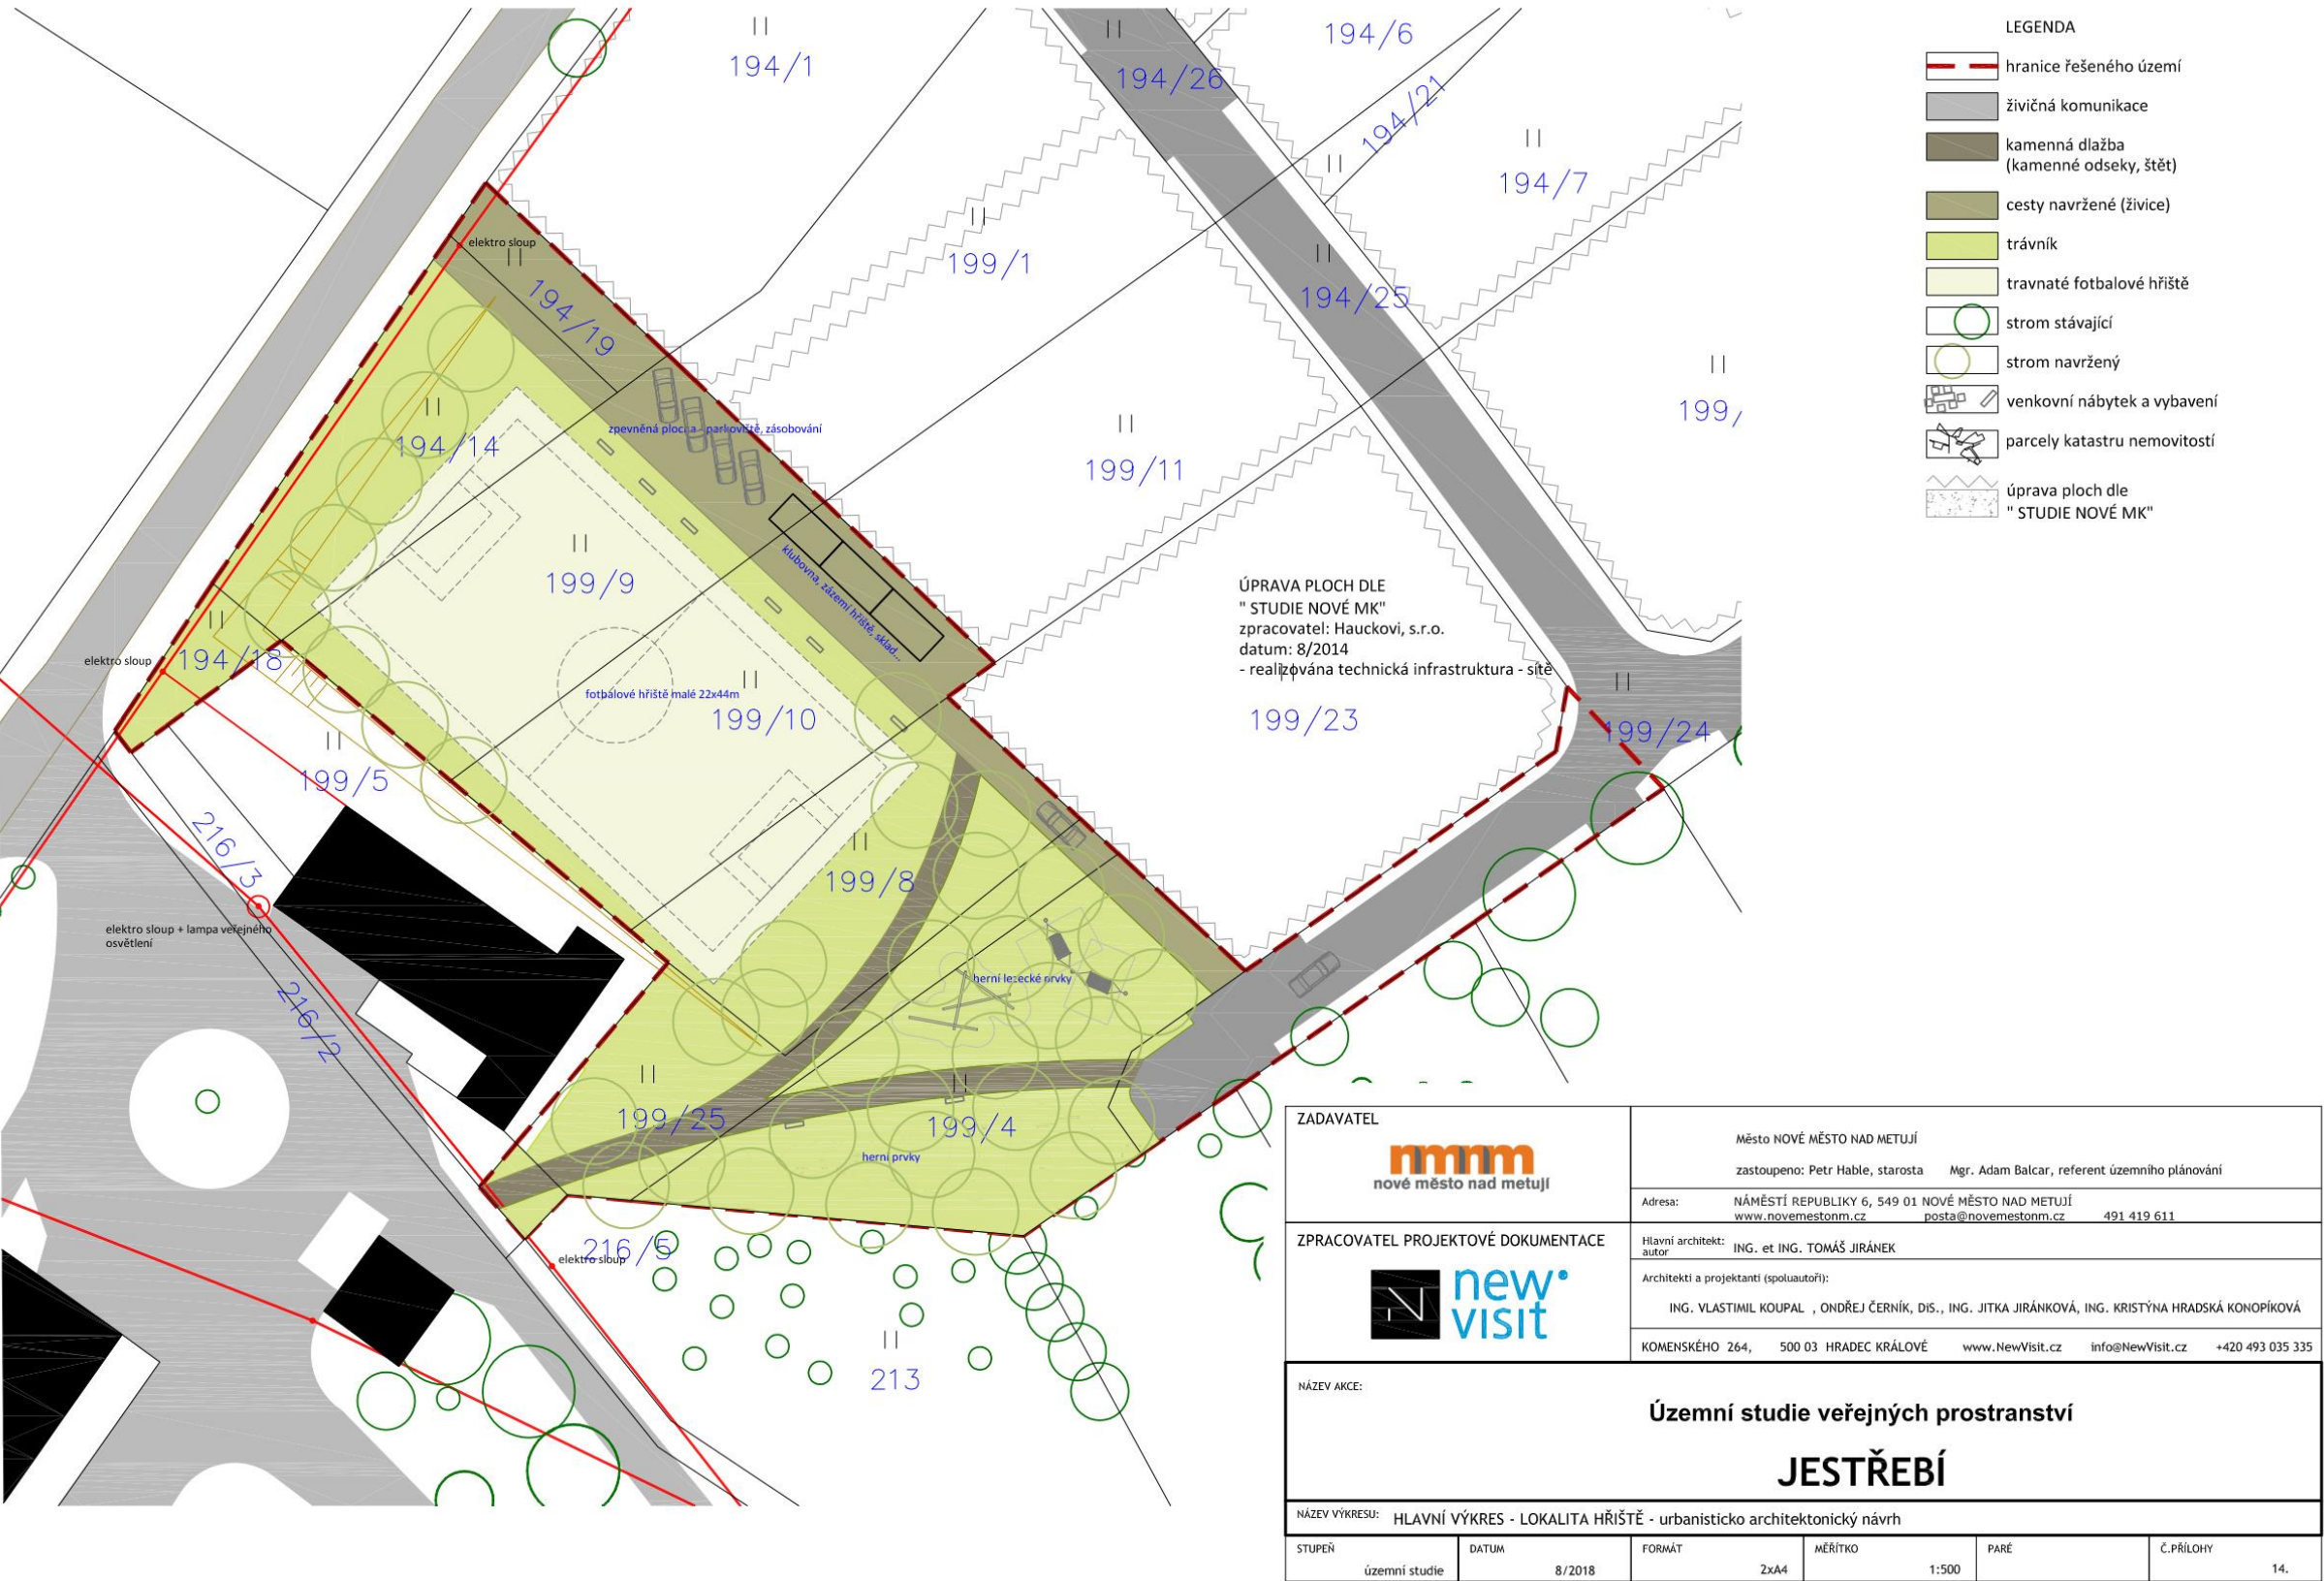 194/1
194/26
194/6
194/21
194/7
199/1
194/25
elektro sloup
194/19
194/14
zpevněná plocha - parkoviště, zásobování
199/11
199/
199/9
klubovna, zázemí hřiště, sklad...
ÚPRAVA PLOCH DLE
" STUDIE NOVÉ MK"
zpracovatel: Hauckovi, s.r.o.
datum: 8/2014
- realizována technická infrastruktura - sítě
elektro sloup
194/18
fotbalové hřiště malé 22x44m
199/10
199/23
199/24
199/5
216/3
199/8
elektro sloup + lampa veřejného
osvětlení
herní lezecké prvky
216/2
199/25
199/4
herní prvky
216/5
elektro sloup
213
LEGENDA
hranice řešeného území
živičná komunikace
kamenná dlažba
(kamenné odseky, štět)
cesty navržené (živice)
trávník
travnaté fotbalové hřiště
strom stávající
strom navržený
venkovní nábytek a vybavení
parcely katastru nemovitostí
úprava ploch dle
" STUDIE NOVÉ MK"
ZADAVATEL
nmnm
nové město nad metují
Město NOVÉ MĚSTO NAD METUJÍ
zastoupeno: Petr Hable, starosta Mgr. Adam Balcar, referent územního plánování
Adresa: NÁMĚSTÍ REPUBLIKY 6, 549 01 NOVÉ MĚSTO NAD METUJÍ
www.novemestonm.cz posta@novemestonm.cz 491 419 611
ZPRACOVATEL PROJEKTOVÉ DOKUMENTACE
new
visit
Hlavní architekt:
autor ING. et ING. TOMÁŠ JIRÁNEK
Architekti a projektanti (spoluautoři):
ING. VLASTIMIL KOUPAL , ONDŘEJ ČERNÍK, DIS., ING. JITKA JIRÁNKOVÁ, ING. KRISTÝNA HRADSKÁ KONOPÍKOVÁ
KOMENSKÉHO 264, 500 03 HRADEC KRÁLOVÉ www.NewVisit.cz info@NewVisit.cz +420 493 035 335
NÁZEV AKCE:
Územní studie veřejných prostranství
JESTŘEBÍ
NÁZEV VÝKRESU: HLAVNÍ VÝKRES - LOKALITA HŘIŠTĚ - urbanisticko architektonický návrh
STUPEŇ DATUM FORMÁT MĚŘÍTKO PARÉ Č.PŘÍLOHY
územní studie 8/2018 2xA4 1:500 14.